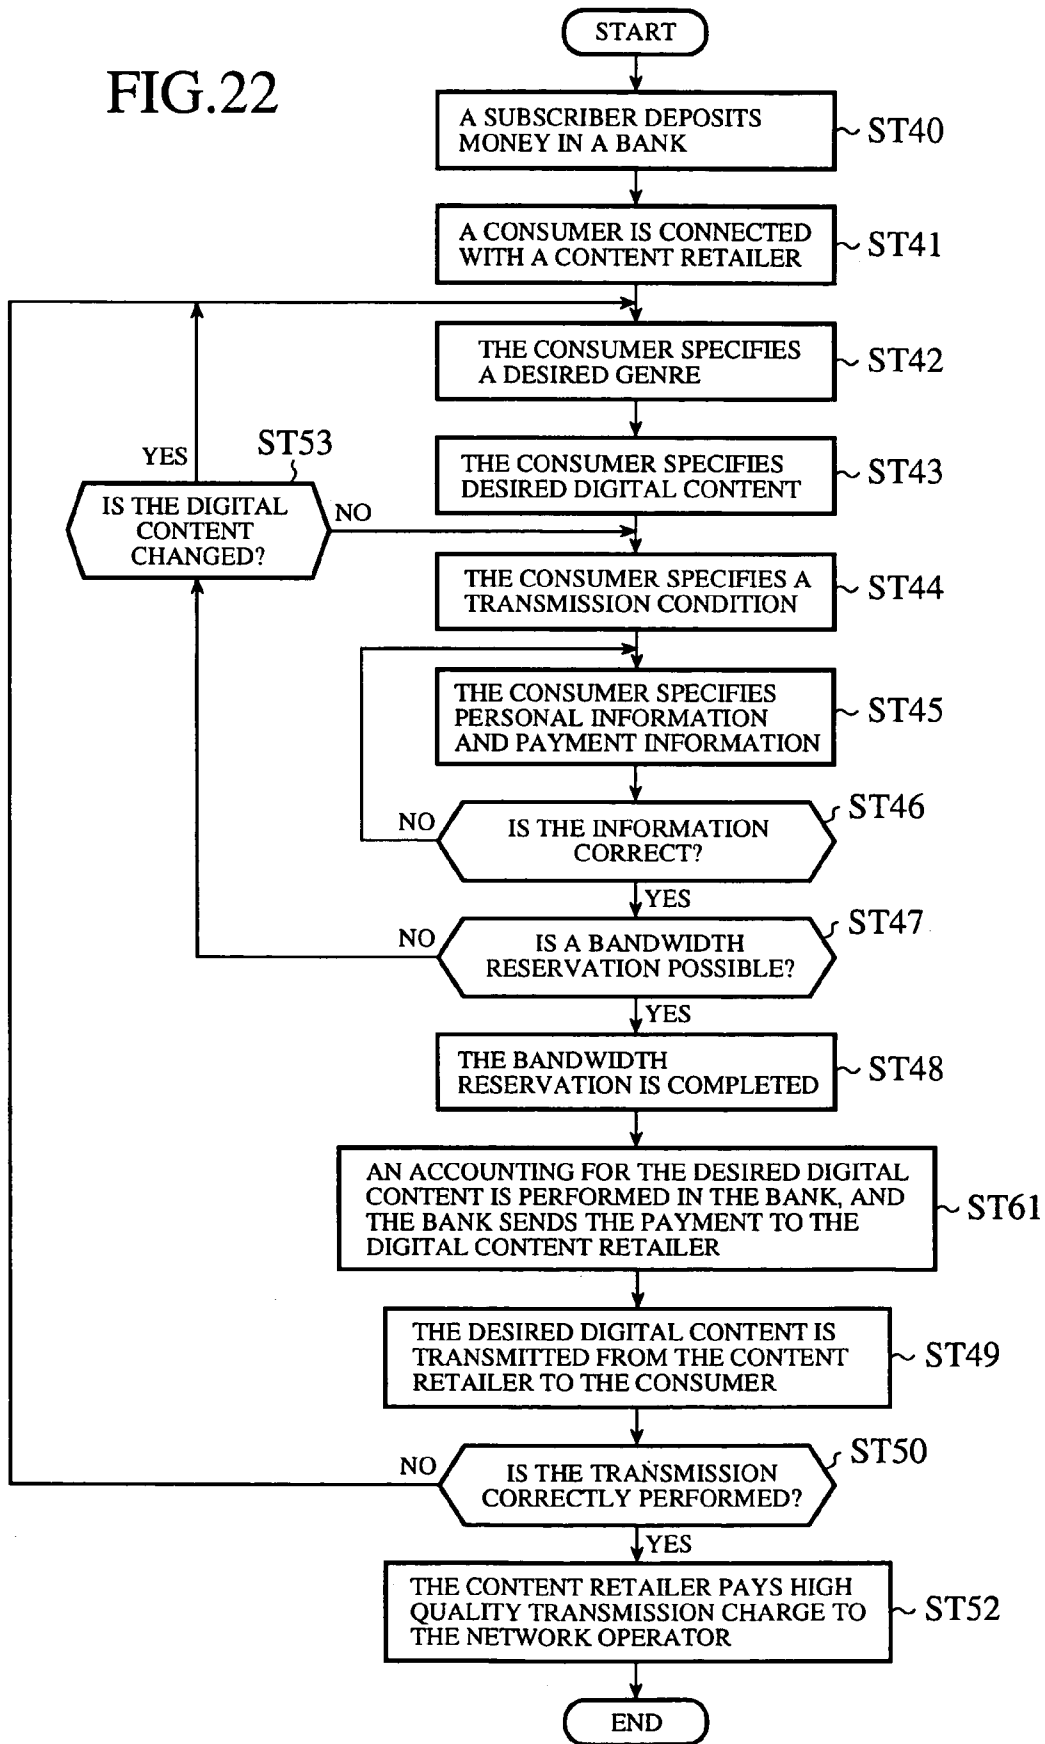 START
FIG.22
A SUBSCRIBER DEPOSITS
MONEY IN A BANK
ST40
A CONSUMER IS CONNECTED
WITH A CONTENT RETAILER
ST41
THE CONSUMER SPECIFIES
A DESIRED GENRE
ST42
YES
ST53
IS THE DIGITAL
CONTENT
CHANGED?
NO
THE CONSUMER SPECIFIES
DESIRED DIGITAL CONTENT
ST43
THE CONSUMER SPECIFIES A
TRANSMISSION CONDITION
ST44
THE CONSUMER SPECIFIES
PERSONAL INFORMATION
AND PAYMENT INFORMATION
ST45
NO
IS THE INFORMATION
CORRECT?
ST46
YES
NO
IS A BANDWIDTH
RESERVATION POSSIBLE?
ST47
YES
THE BANDWIDTH
RESERVATION IS COMPLETED
ST48
AN ACCOUNTING FOR THE DESIRED DIGITAL
CONTENT IS PERFORMED IN THE BANK, AND
THE BANK SENDS THE PAYMENT TO THE
DIGITAL CONTENT RETAILER
ST61
THE DESIRED DIGITAL CONTENT IS
TRANSMITTED FROM THE CONTENT
RETAILER TO THE CONSUMER
ST49
NO
IS THE TRANSMISSION
CORRECTLY PERFORMED?
ST50
YES
THE CONTENT RETAILER PAYS HIGH
QUALITY TRANSMISSION CHARGE TO
THE NETWORK OPERATOR
ST52
END